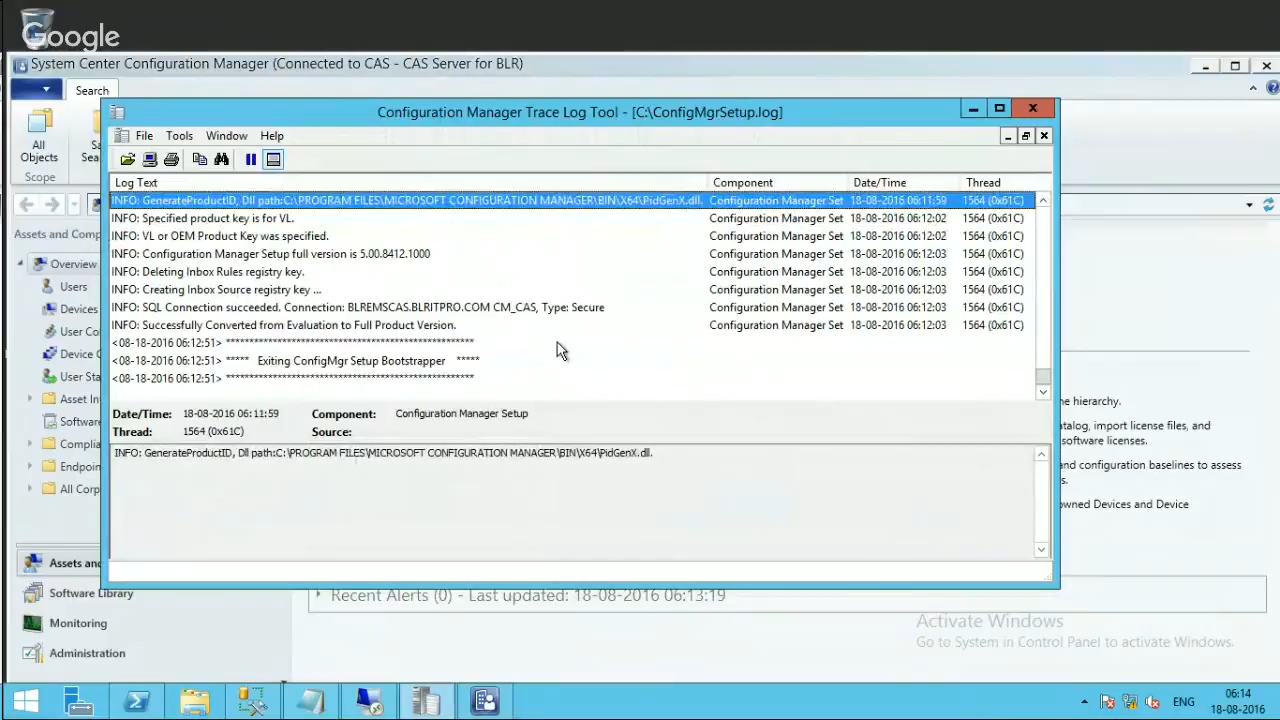 Google
System Center Configuration Manager (Connected to CAS - CAS Server for BLR)
Search
All
Objects
Sa
Sea
Scope
Configuration Manager Trace Log Tool - [C:\ConfigMgrSetup.log]
File Tools Window Help
Log Text Component Date/Time Thread
INFO: GenerateProductID, Dll path:C:\PROGRAM FILES\MICROSOFT CONFIGURATION MANAGER\BIN\X64\PidGenX.dll. Configuration Manager Set 18-08-2016 06:11:59 1564 (0x61C)
INFO: Specified product key is for VL. Configuration Manager Set 18-08-2016 06:12:02 1564 (0x61C)
INFO: VL or OEM Product Key was specified. Configuration Manager Set 18-08-2016 06:12:02 1564 (0x61C)
INFO: Configuration Manager Setup full version is 5.00.8412.1000 Configuration Manager Set 18-08-2016 06:12:03 1564 (0x61C)
INFO: Deleting Inbox Rules registry key. Configuration Manager Set 18-08-2016 06:12:03 1564 (0x61C)
INFO: Creating Inbox Source registry key ... Configuration Manager Set 18-08-2016 06:12:03 1564 (0x61C)
INFO: SQL Connection succeeded. Connection: BLREMSCAS.BLRITPRO.COM CM_CAS, Type: Secure Configuration Manager Set 18-08-2016 06:12:03 1564 (0x61C)
INFO: Successfully Converted from Evaluation to Full Product Version. Configuration Manager Set 18-08-2016 06:12:03 1564 (0x61C)
<08-18-2016 06:12:51> ***************************************************
<08-18-2016 06:12:51> ***** Exiting ConfigMgr Setup Bootstrapper *****
<08-18-2016 06:12:51> ***************************************************
Date/Time: 18-08-2016 06:11:59 Component: Configuration Manager Setup
Thread: 1564 (0x61C) Source:
INFO: GenerateProductID, Dll path:C:\PROGRAM FILES\MICROSOFT CONFIGURATION MANAGER\BIN\X64\PidGenX.dll.
Assets and Comp
Overview
Users
Devices
User Co
Device C
User Sta
Asset In
Software
Complia
Endpoin
All Corp
he hierarchy.
atalog, import license files, and
software licenses.
and configuration baselines to assess
s.
owned Devices and Device
Assets an
Software Library
Monitoring
Administration
Recent Alerts (0) - Last updated: 18-08-2016 06:13:19
Activate Windows
Go to System in Control Panel to activate Windows.
ENG
06:14
18-08-2016